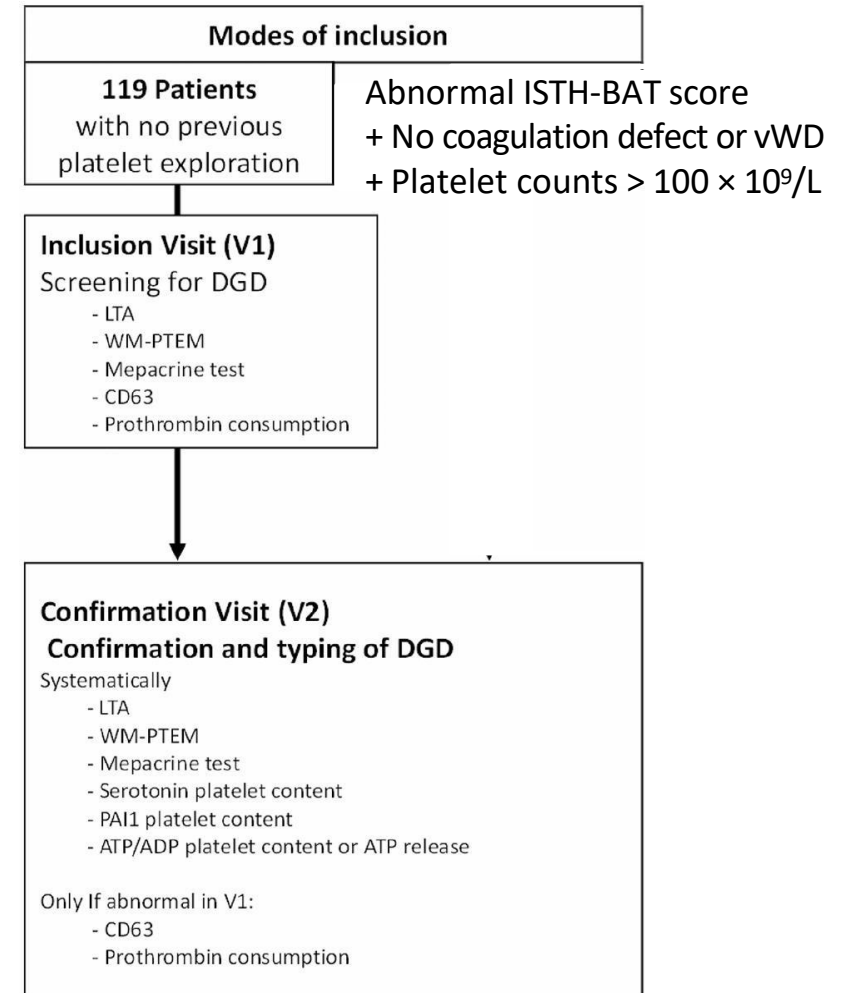 Modes of inclusion
119 Patients
with no previous
platelet exploration
Abnormal ISTH-BAT score
+ No coagulation defect or vWD
+ Platelet counts > 100 × 10⁹/L
Inclusion Visit (V1)
Screening for DGD
- LTA
- WM-PTEM
- Mepacrine test
- CD63
- Prothrombin consumption
Confirmation Visit (V2)
Confirmation and typing of DGD
Systematically
- LTA
- WM-PTEM
- Mepacrine test
- Serotonin platelet content
- PAI1 platelet content
- ATP/ADP platelet content or ATP release
Only If abnormal in V1:
- CD63
- Prothrombin consumption